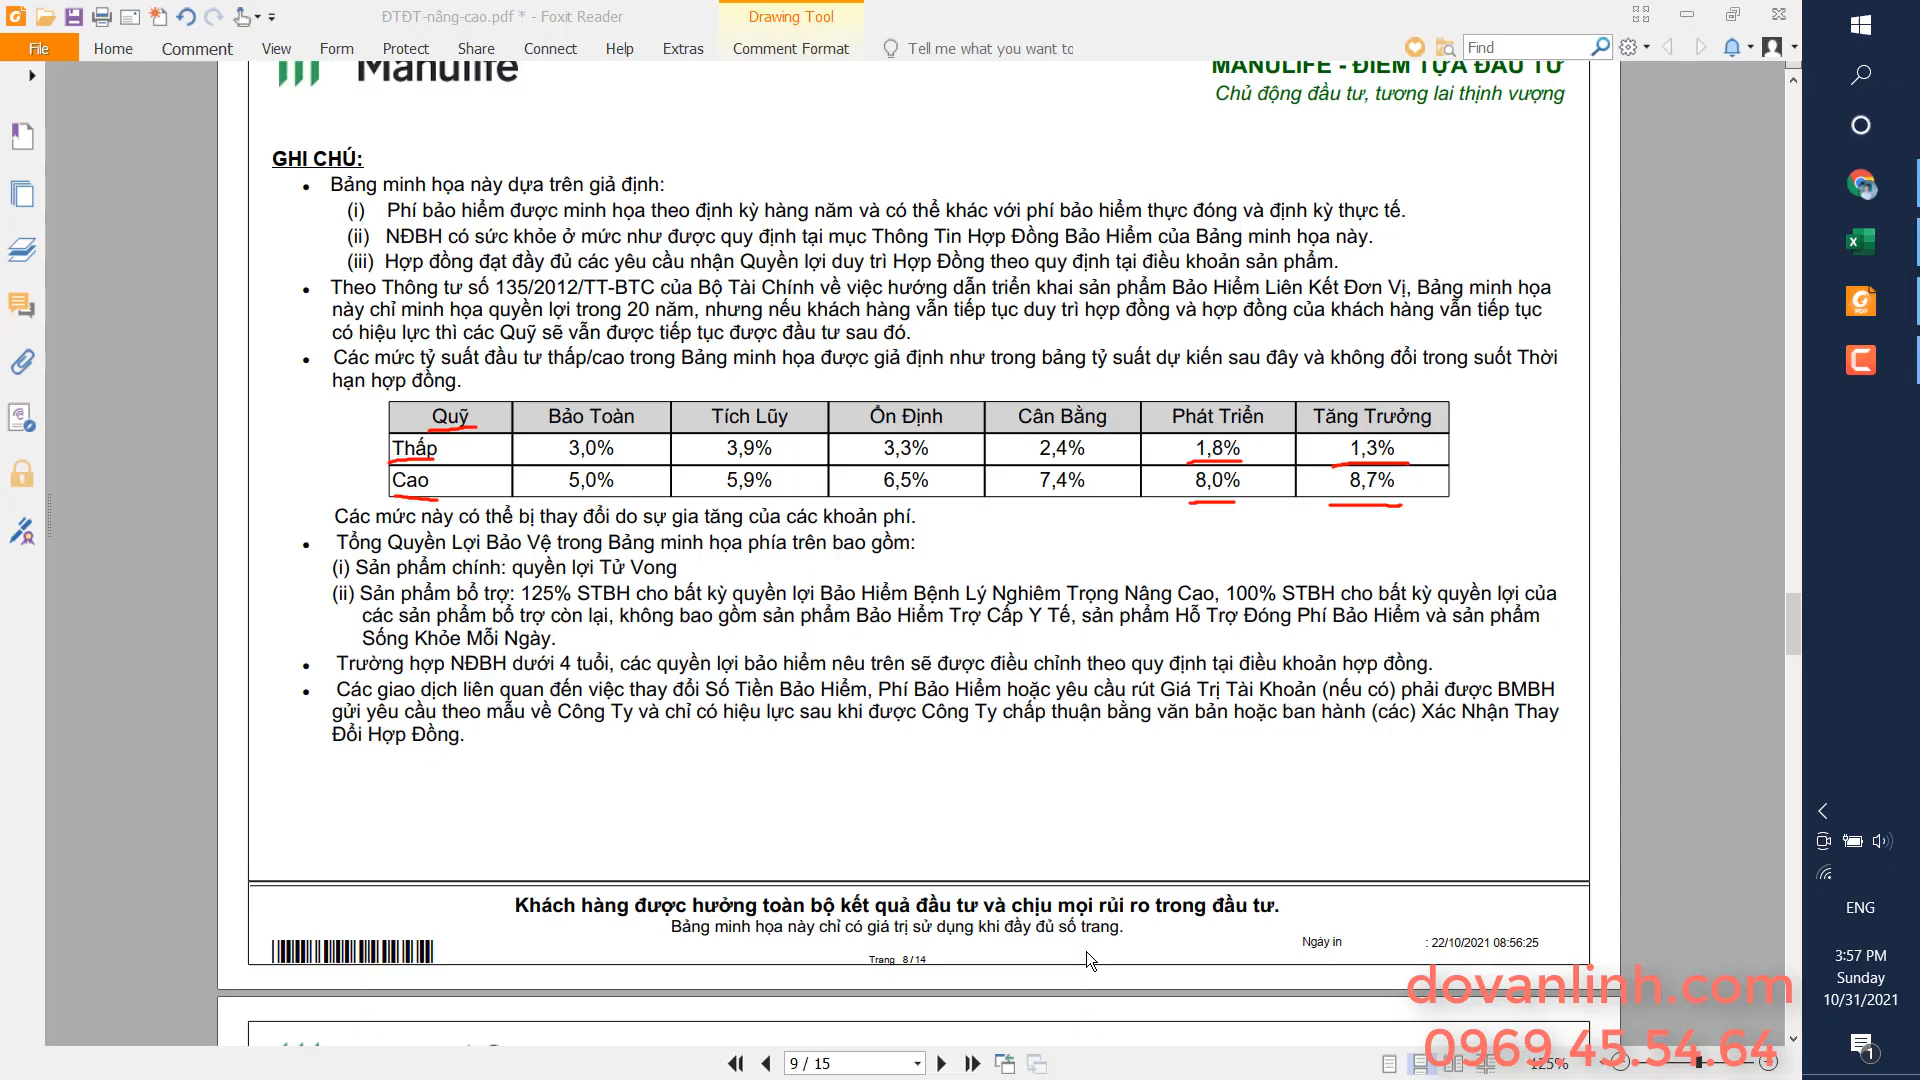 ĐTĐT-nâng-cao.pdf * - Foxit Reader
Drawing Tool
File Home Comment View Form Protect Share Connect Help Extras Comment Format Tell me what you want to Find
Manulife
MANULIFE - ĐIỂM TỰA ĐẦU TƯ
Chủ động đầu tư, tương lai thịnh vượng
GHI CHÚ:
• Bảng minh họa này dựa trên giả định:
(i) Phí bảo hiểm được minh họa theo định kỳ hàng năm và có thể khác với phí bảo hiểm thực đóng và định kỳ thực tế.
(ii) NĐBH có sức khỏe ở mức như được quy định tại mục Thông Tin Hợp Đồng Bảo Hiểm của Bảng minh họa này.
(iii) Hợp đồng đạt đầy đủ các yêu cầu nhận Quyền lợi duy trì Hợp Đồng theo quy định tại điều khoản sản phẩm.
• Theo Thông tư số 135/2012/TT-BTC của Bộ Tài Chính về việc hướng dẫn triển khai sản phẩm Bảo Hiểm Liên Kết Đơn Vị, Bảng minh họa
này chỉ minh họa quyền lợi trong 20 năm, nhưng nếu khách hàng vẫn tiếp tục duy trì hợp đồng và hợp đồng của khách hàng vẫn tiếp tục
có hiệu lực thì các Quỹ sẽ vẫn được tiếp tục được đầu tư sau đó.
• Các mức tỷ suất đầu tư thấp/cao trong Bảng minh họa được giả định như trong bảng tỷ suất dự kiến sau đây và không đổi trong suốt Thời
hạn hợp đồng.
Quỹ Bảo Toàn Tích Lũy Ổn Định Cân Bằng Phát Triển Tăng Trưởng
Thấp 3,0% 3,9% 3,3% 2,4% 1,8% 1,3%
Cao 5,0% 5,9% 6,5% 7,4% 8,0% 8,7%
Các mức này có thể bị thay đổi do sự gia tăng của các khoản phí.
• Tổng Quyền Lợi Bảo Vệ trong Bảng minh họa phía trên bao gồm:
(i) Sản phẩm chính: quyền lợi Tử Vong
(ii) Sản phẩm bổ trợ: 125% STBH cho bất kỳ quyền lợi Bảo Hiểm Bệnh Lý Nghiêm Trọng Nâng Cao, 100% STBH cho bất kỳ quyền lợi của
các sản phẩm bổ trợ còn lại, không bao gồm sản phẩm Bảo Hiểm Trợ Cấp Y Tế, sản phẩm Hỗ Trợ Đóng Phí Bảo Hiểm và sản phẩm
Sống Khỏe Mỗi Ngày.
• Trường hợp NĐBH dưới 4 tuổi, các quyền lợi bảo hiểm nêu trên sẽ được điều chỉnh theo quy định tại điều khoản hợp đồng.
• Các giao dịch liên quan đến việc thay đổi Số Tiền Bảo Hiểm, Phí Bảo Hiểm hoặc yêu cầu rút Giá Trị Tài Khoản (nếu có) phải được BMBH
gửi yêu cầu theo mẫu về Công Ty và chỉ có hiệu lực sau khi được Công Ty chấp thuận bằng văn bản hoặc ban hành (các) Xác Nhận Thay
Đổi Hợp Đồng.
Khách hàng được hưởng toàn bộ kết quả đầu tư và chịu mọi rủi ro trong đầu tư.
Bảng minh họa này chỉ có giá trị sử dụng khi đầy đủ số trang.
Ngày in : 22/10/2021 08:56:25
Trang 8 / 14
9 / 15
125%
ENG
3:57 PM
Sunday
10/31/2021
1
dovanlinh.com
0969.45.54.64